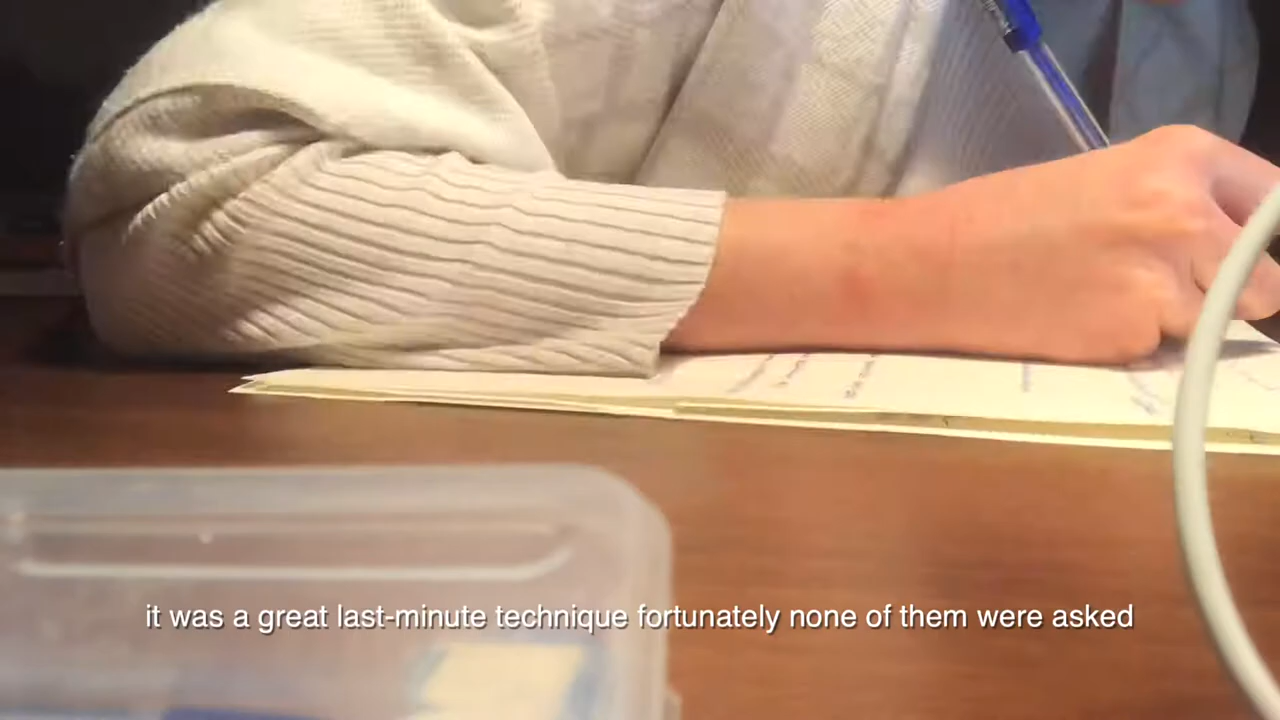 it was a great last-minute technique fortunately none of them were asked